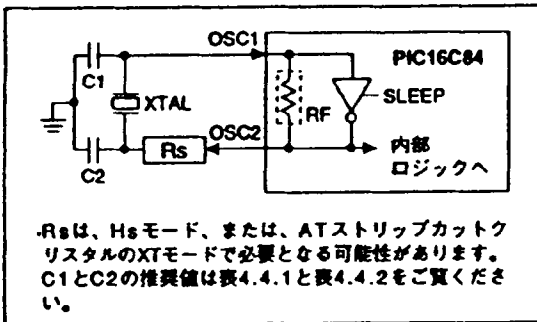 OSC1
PIC16C84
C1
XTAL
RF
SLEEP
OSC2
Rs
C2
内部
ロジックへ
・Rsは、Hsモード、または、ATストリップカットク
リスタルのXTモードで必要となる可能性があります。
C1とC2の推奨値は表4.4.1と表4.4.2をご覧くださ
い。